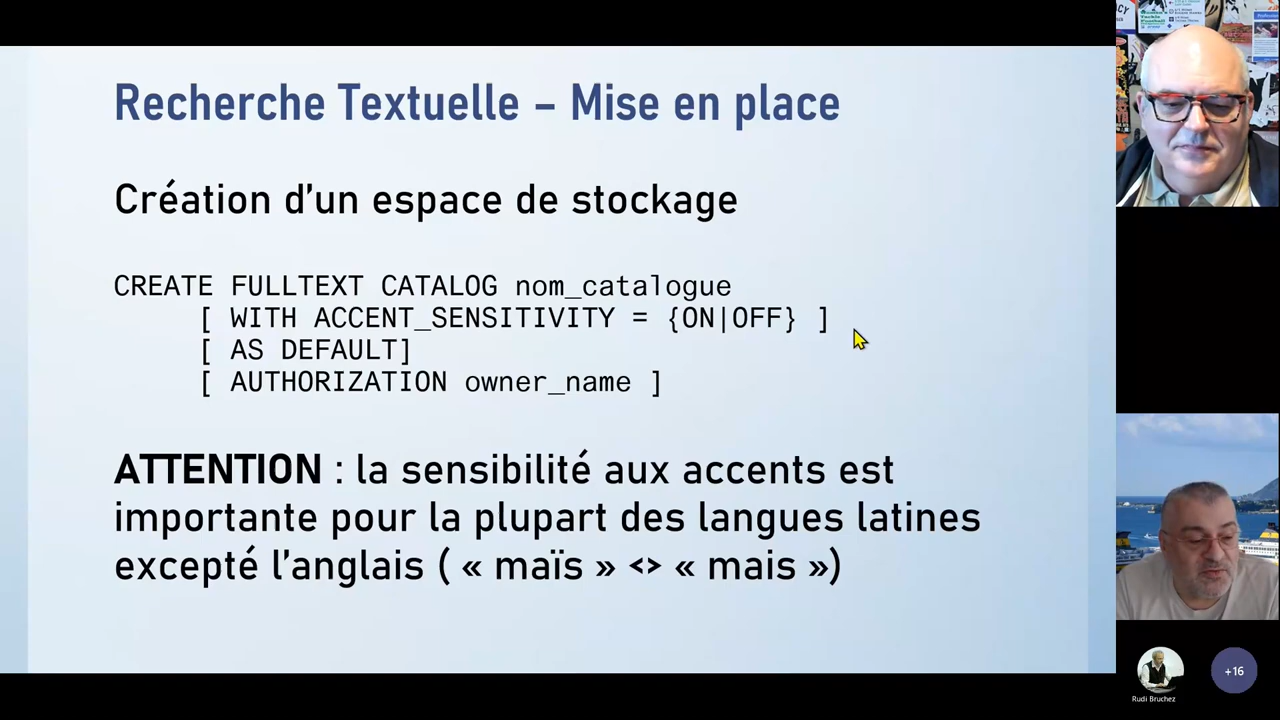 Recherche Textuelle – Mise en place
Création d’un espace de stockage
CREATE FULLTEXT CATALOG nom_catalogue
[ WITH ACCENT_SENSITIVITY = {ON|OFF} ]
[ AS DEFAULT]
[ AUTHORIZATION owner_name ]
ATTENTION : la sensibilité aux accents est
importante pour la plupart des langues latines
excepté l’anglais ( « maïs » <> « mais »)
Rudi Bruchez
+16